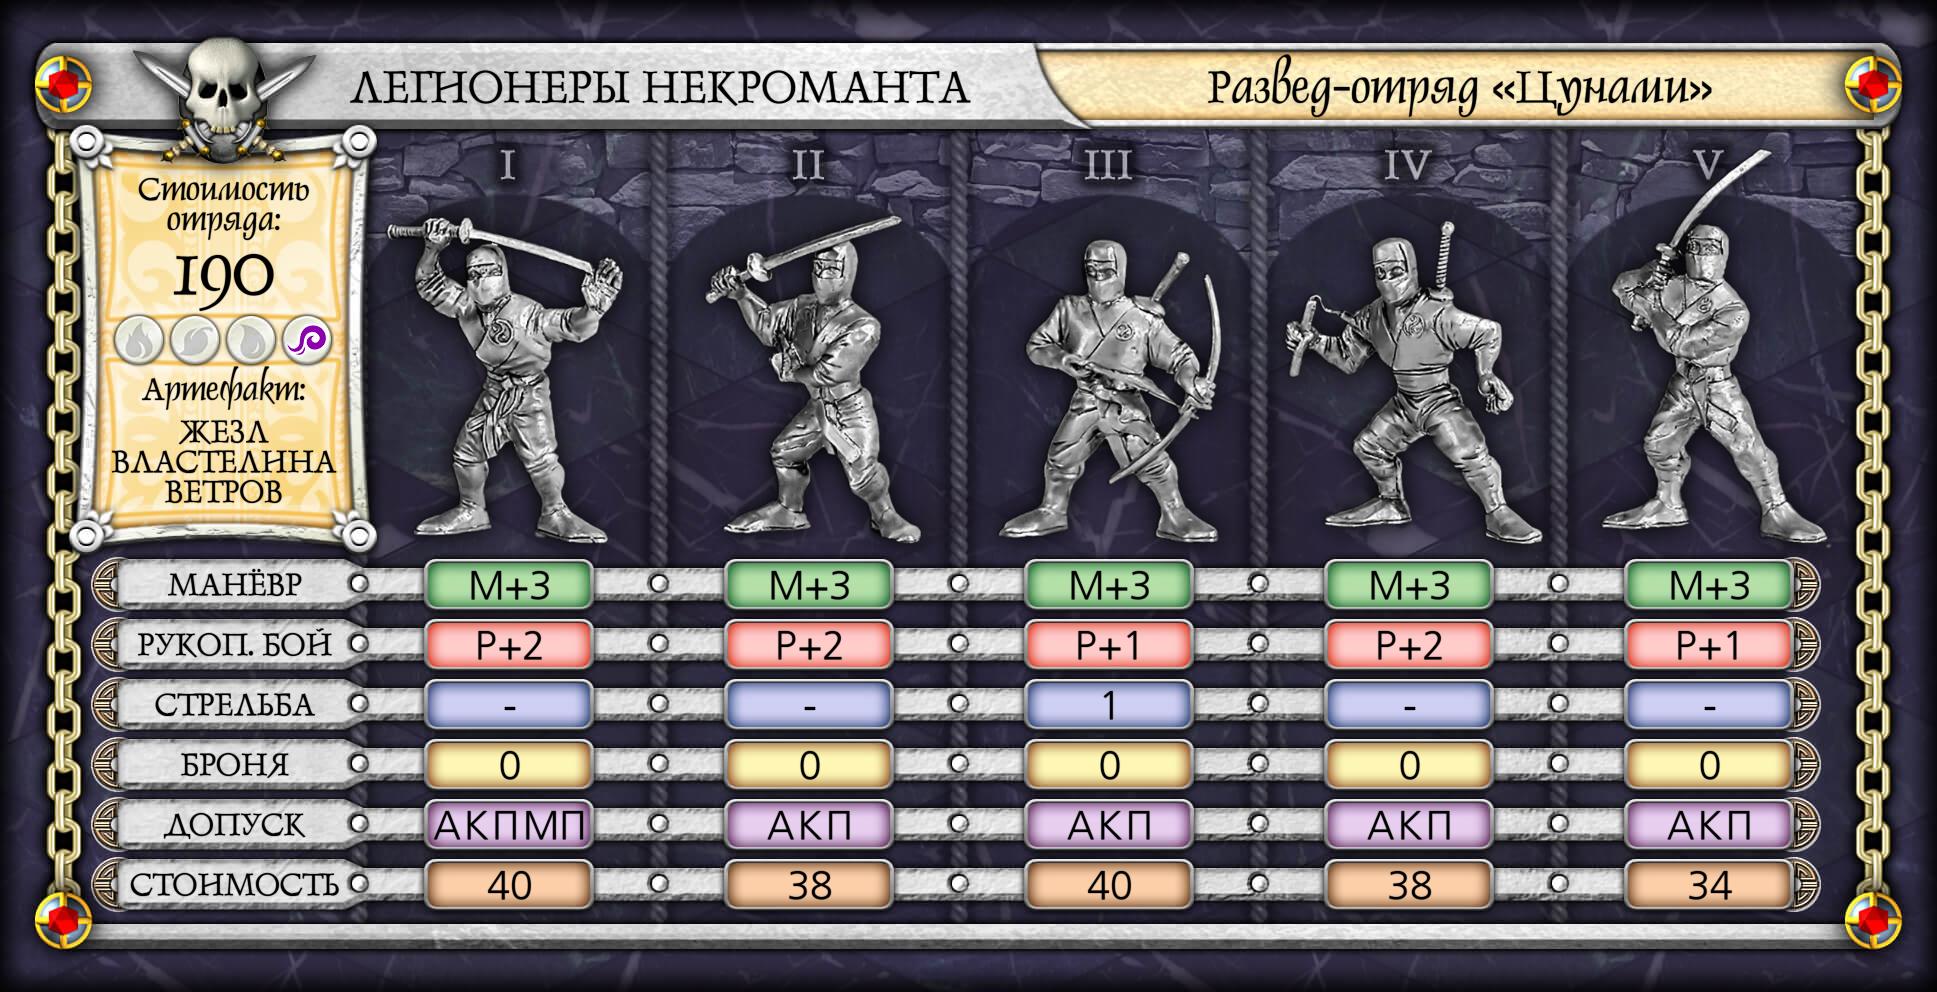 ЛЕГИОНЕРЫ НЕКРОМАНТА
Развед-отряд «Цунами»
Стоимость
отряда:
190
Артефакт:
ЖЕЗЛ
ВЛАСТЕЛИНА
ВЕТРОВ
I II III IV V
МАНЁВР М+3 М+3 М+3 М+3 М+3
РУКОП. БОЙ Р+2 Р+2 Р+1 Р+2 Р+1
СТРЕЛЬБА - - 1 - -
БРОНЯ 0 0 0 0 0
ДОПУСК АКПМП АКП АКП АКП АКП
СТОИМОСТЬ 40 38 40 38 34